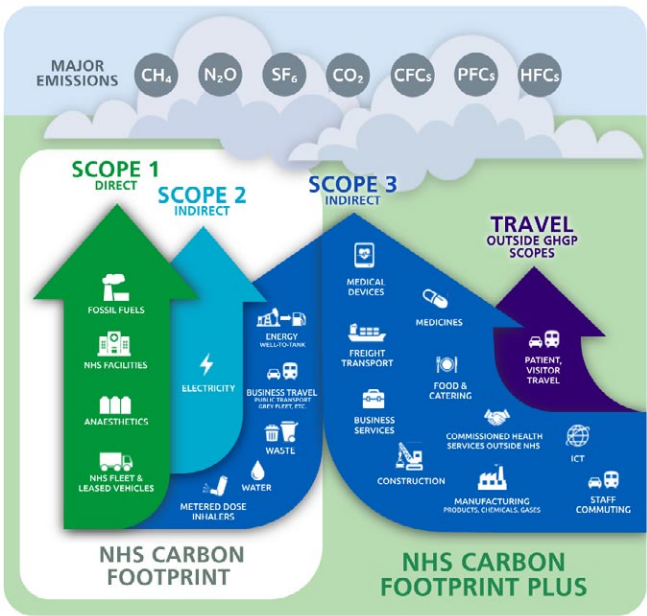 MAJOR
EMISSIONS
CH₄
N₂O
SF₆
CO₂
CFCs
PFCs
HFCs
SCOPE 1
DIRECT
SCOPE 2
INDIRECT
SCOPE 3
INDIRECT
TRAVEL
OUTSIDE GHGP
SCOPES
FOSSIL FUELS
NHS FACILITIES
ANAESTHETICS
NHS FLEET &
LEASED VEHICLES
ELECTRICITY
ENERGY
WELL-TO-TANK
BUSINESS TRAVEL
PUBLIC TRANSPORT
GREY FLEET, ETC.
WASTE
WATER
METERED DOSE
INHALERS
MEDICAL
DEVICES
MEDICINES
FREIGHT
TRANSPORT
FOOD &
CATERING
BUSINESS
SERVICES
COMMISSIONED HEALTH
SERVICES OUTSIDE NHS
CONSTRUCTION
MANUFACTURING
PRODUCTS, CHEMICALS, GASES
ICT
STAFF
COMMUTING
PATIENT,
VISITOR
TRAVEL
NHS CARBON
FOOTPRINT
NHS CARBON
FOOTPRINT PLUS